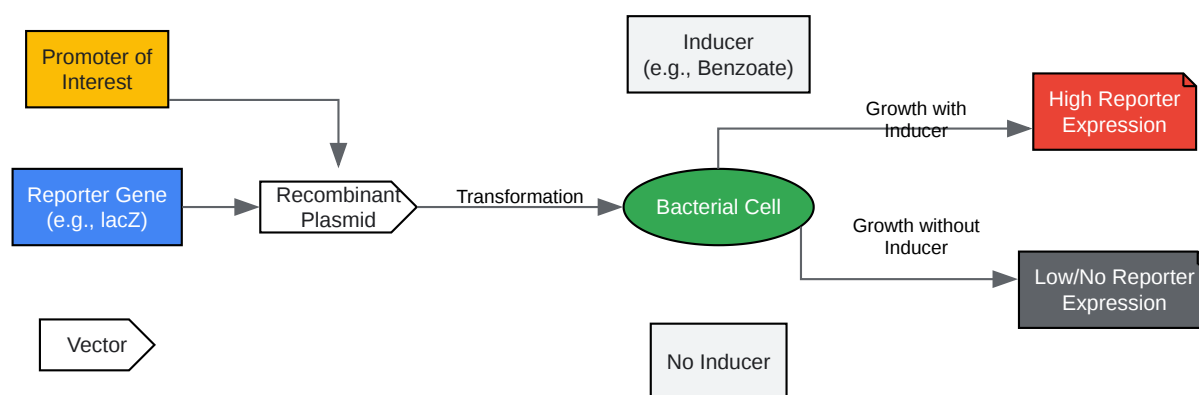 Promoter of
Interest
Reporter Gene
(e.g., lacZ)
Vector
Recombinant
Plasmid
Transformation
Inducer
(e.g., Benzoate)
Bacterial Cell
No Inducer
Growth with
Inducer
Growth without
Inducer
High Reporter
Expression
Low/No Reporter
Expression